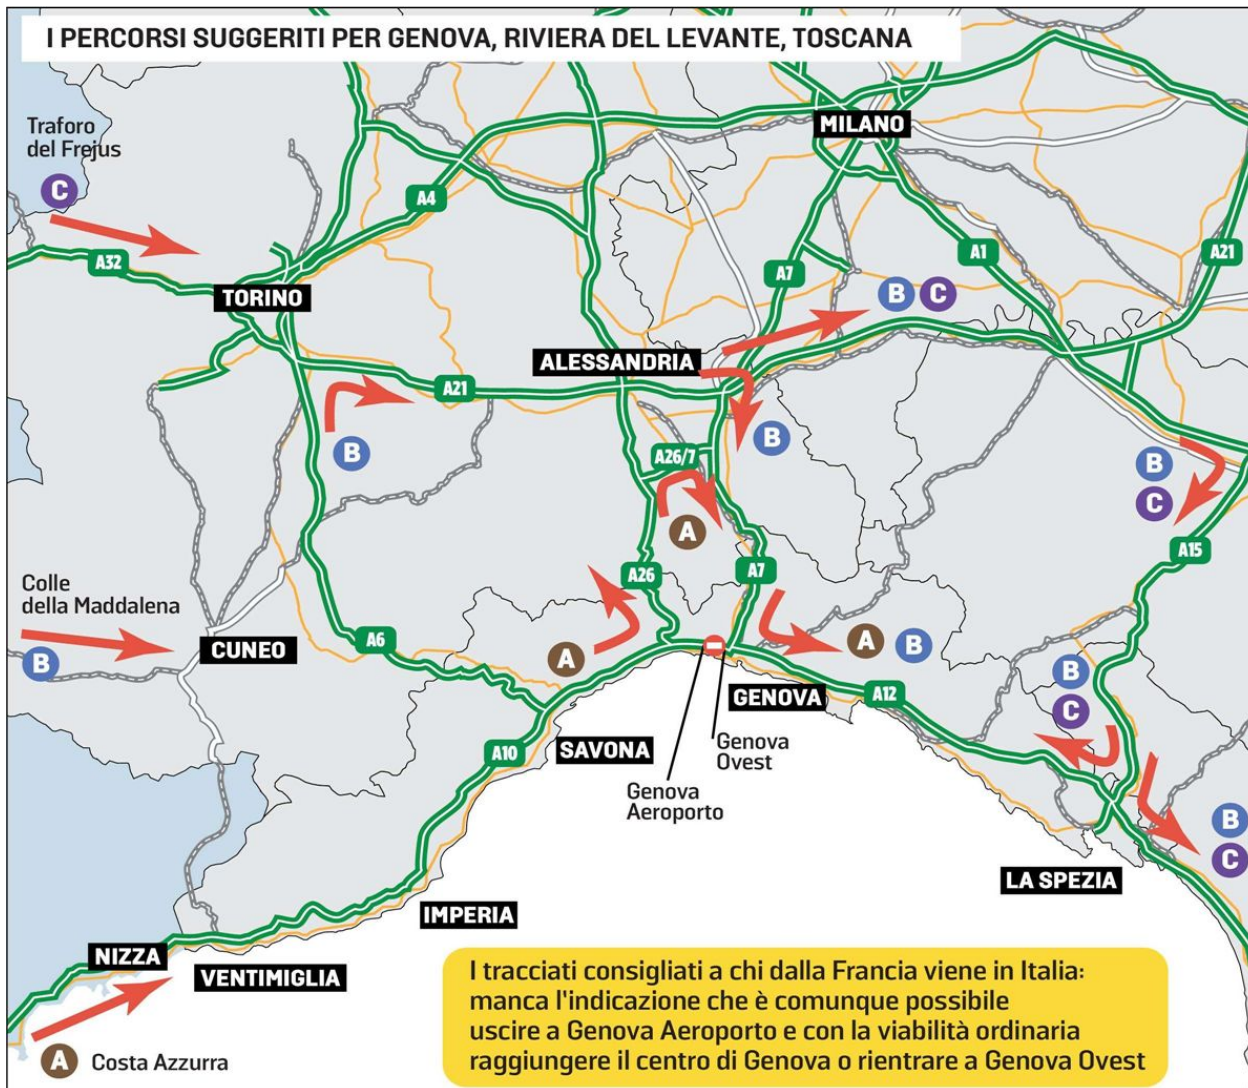 I PERCORSI SUGGERITI PER GENOVA, RIVIERA DEL LEVANTE, TOSCANA
MILANO
Traforo
del Frejus
C
A4
A32
A7
A1
A21
TORINO
B C
ALESSANDRIA
A21
B
B
A26/7
B
C
A
A15
A26
A7
Colle
della Maddalena
B
CUNEO
A6
A
A B
B
C
GENOVA
A12
A10
SAVONA
Genova
Ovest
Genova
Aeroporto
B
C
LA SPEZIA
IMPERIA
NIZZA
VENTIMIGLIA
A Costa Azzurra
I tracciati consigliati a chi dalla Francia viene in Italia:
manca l'indicazione che è comunque possibile
uscire a Genova Aeroporto e con la viabilità ordinaria
raggiungere il centro di Genova o rientrare a Genova Ovest